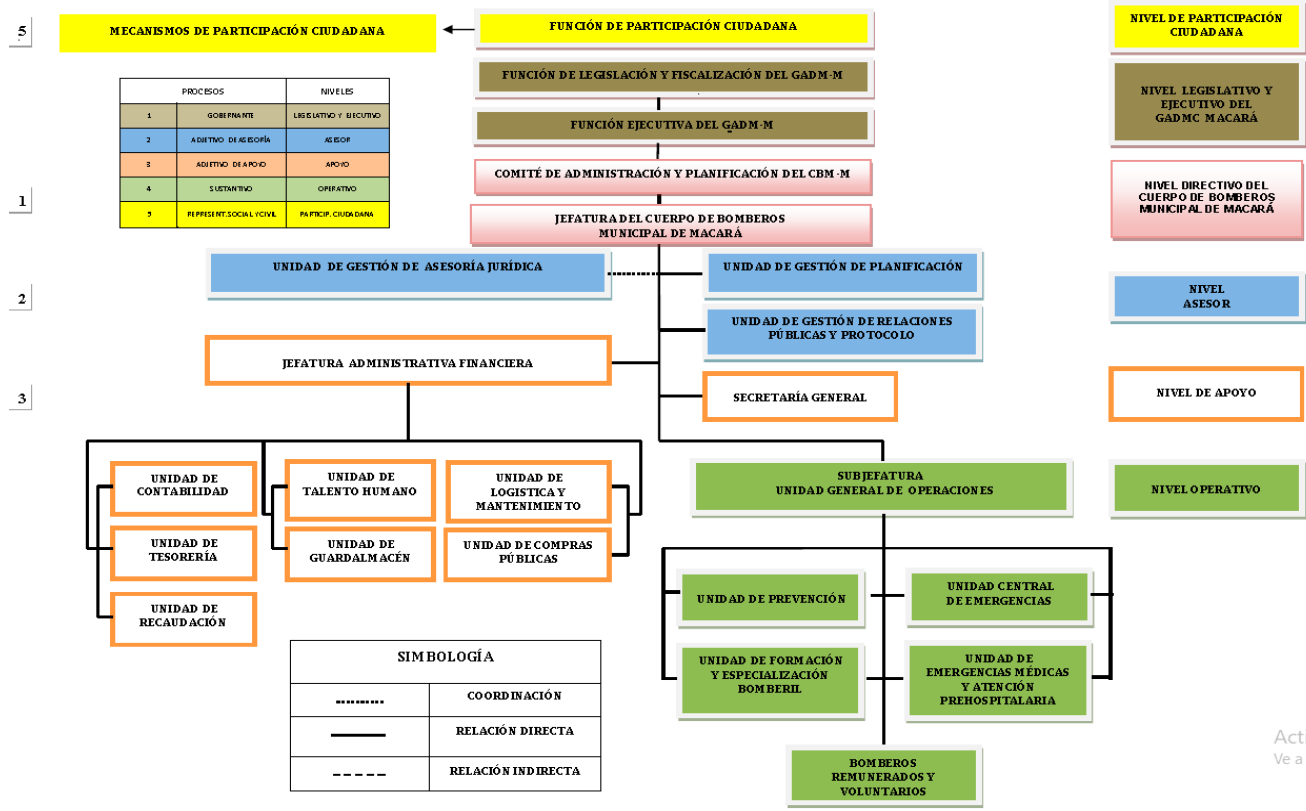 5
MECANISMOS DE PARTICIPACIÓN CIUDADANA
FUNCIÓN DE PARTICIPACIÓN CIUDADANA
NIVEL DE PARTICIPACIÓN
CIUDADANA
FUNCIÓN DE LEGISLACIÓN Y FISCALIZACIÓN DEL GADM-M
FUNCIÓN EJECUTIVA DEL GADM-M
NIVEL LEGISLATIVO Y
EJECUTIVO DEL
GADMC MACARÁ
PROCESOS NIVELES
1 GOBERNANTE LEGISLATIVO Y EJECUTIVO
2 ADJETIVO DE ASESORÍA ASESOR
3 ADJETIVO DE APOYO APOYO
4 SUSTANTIVO OPERATIVO
5 REPRESENT. SOCIAL Y CIVIL PARTICIP. CIUDADANA
1
COMITÉ DE ADMINISTRACIÓN Y PLANIFICACIÓN DEL CBM-M
JEFATURA DEL CUERPO DE BOMBEROS
MUNICIPAL DE MACARÁ
NIVEL DIRECTIVO DEL
CUERPO DE BOMBEROS
MUNICIPAL DE MACARÁ
2
UNIDAD DE GESTIÓN DE ASESORÍA JURÍDICA
UNIDAD DE GESTIÓN DE PLANIFICACIÓN
UNIDAD DE GESTIÓN DE RELACIONES
PÚBLICAS Y PROTOCOLO
NIVEL
ASESOR
3
JEFATURA ADMINISTRATIVA FINANCIERA
SECRETARÍA GENERAL
NIVEL DE APOYO
UNIDAD DE
CONTABILIDAD
UNIDAD DE
TALENTO HUMANO
UNIDAD DE
LOGISTICA Y
MANTENIMIENTO
UNIDAD DE
TESORERÍA
UNIDAD DE
GUARDALMACÉN
UNIDAD DE COMPRAS
PÚBLICAS
UNIDAD DE
RECAUDACIÓN
SUBJEFATURA
UNIDAD GENERAL DE OPERACIONES
NIVEL OPERATIVO
UNIDAD DE PREVENCIÓN
UNIDAD CENTRAL
DE EMERGENCIAS
UNIDAD DE FORMACIÓN
Y ESPECIALIZACIÓN
BOMBERIL
UNIDAD DE
EMERGENCIAS MÉDICAS
Y ATENCIÓN
PREHOSPITALARIA
BOMBEROS
REMUNERADOS Y
VOLUNTARIOS
SIMBOLOGÍA
COORDINACIÓN
RELACIÓN DIRECTA
RELACIÓN INDIRECTA
Acti
Ve a